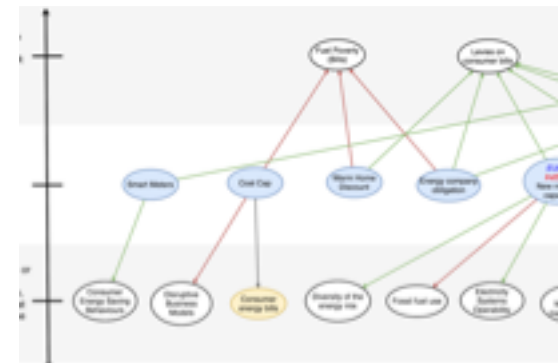 Fuel Poverty
(Bills)
Levies on
consumer bills
Smart Meters
Cost Cap
Warm Home
Discount
Energy company
obligation
Consumer
Energy Saving
Behaviours
Disruptive
Business
Models
Consumer
energy bills
Diversity of the
energy mix
Fossil fuel use
Electricity
Systems
Operability